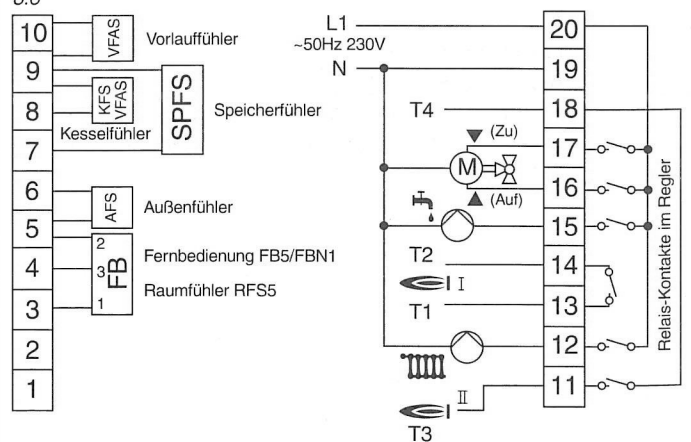 10
VFAS
Vorlauffühler
9
8
KFS
VFAS
Kesselfühler
SPFS
Speicherfühler
7
6
AFS
Außenfühler
5
2
4
3
FB
Fernbedienung FB5/FBN1
Raumfühler RFS5
3
1
2
1
L1
~50Hz 230V
N
20
19
T4
18
(Zu)
17
M
(Auf)
16
15
T2
14
I
T1
13
12
II
11
T3
Relais-Kontakte im Regler